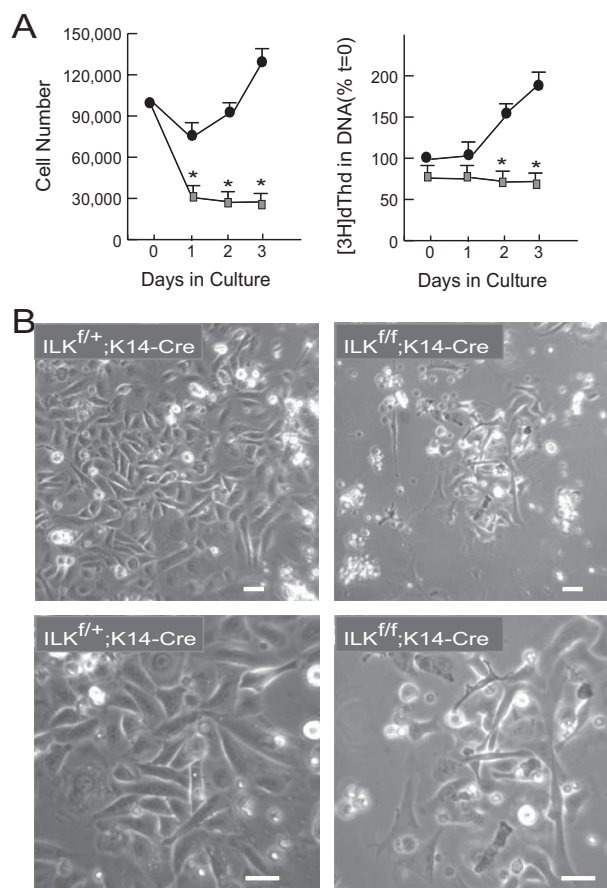 A
150,000
120,000
90,000
60,000
30,000
0
Cell Number
* * *
0 1 2 3
Days in Culture
200
150
100
50
0
[3H]dThd in DNA(% t=0)
* *
0 1 2 3
Days in Culture
B
ILKf/+;K14-Cre
ILKf/f;K14-Cre
ILKf/+;K14-Cre
ILKf/f;K14-Cre